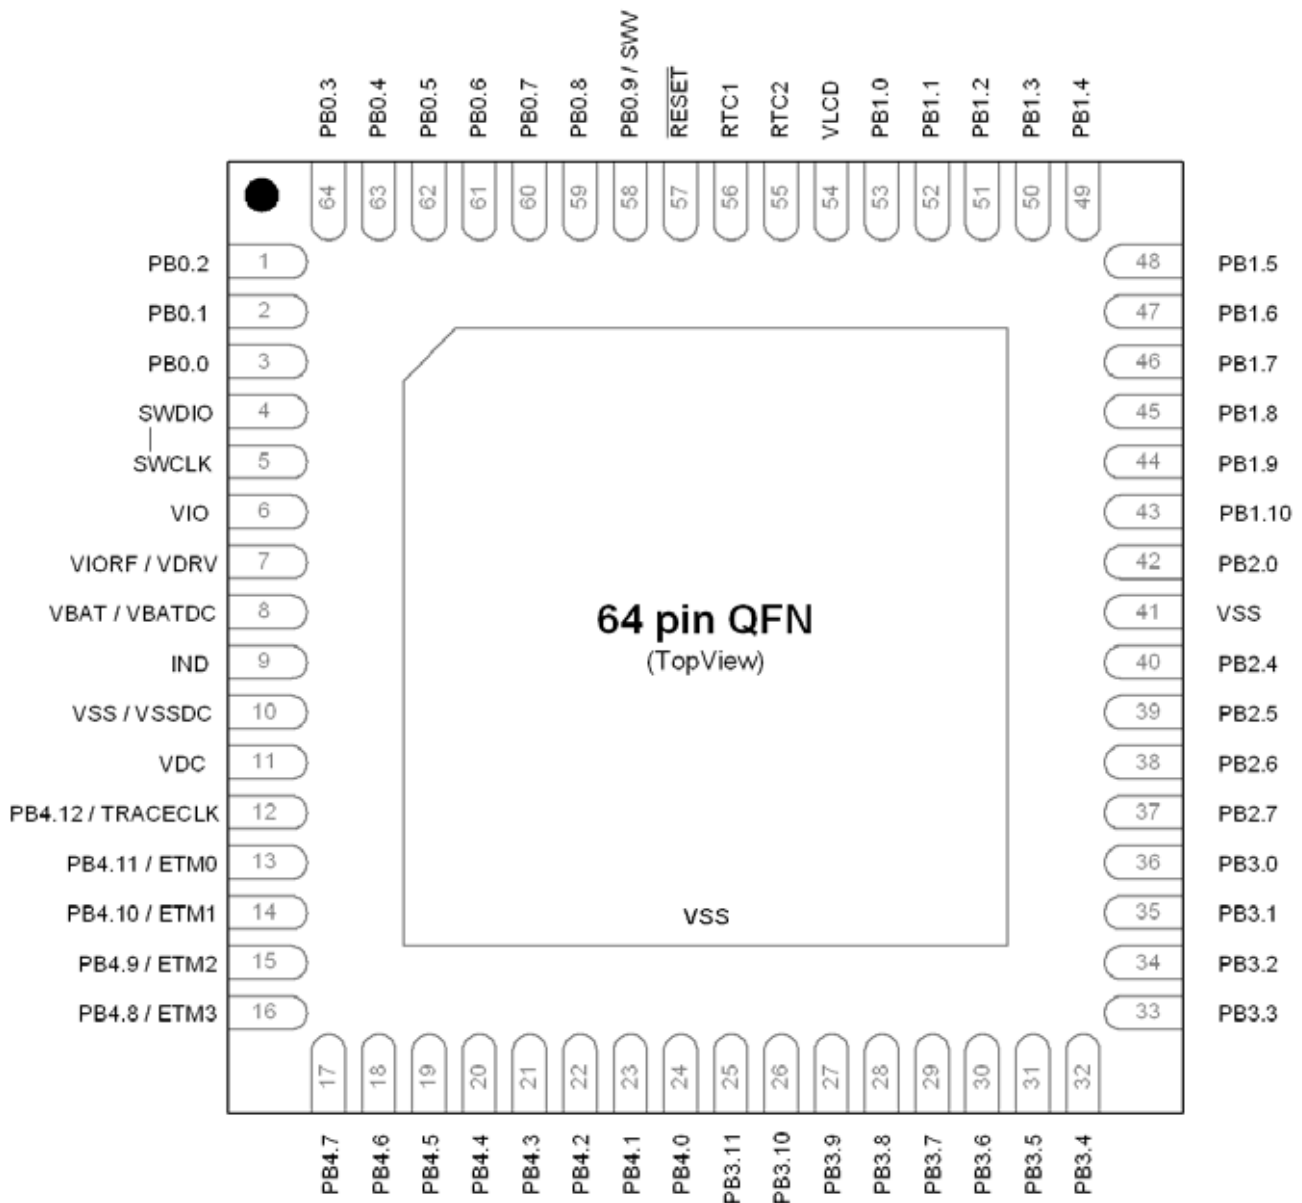 PB0.3
PB0.4
PB0.5
PB0.6
PB0.7
PB0.8
PB0.9 / SWV
RESET
RTC1
RTC2
VLCD
PB1.0
PB1.1
PB1.2
PB1.3
PB1.4
64 63 62 61 60 59 58 57 56 55 54 53 52 51 50 49
PB0.2 1
PB0.1 2
PB0.0 3
SWDIO 4
SWCLK 5
VIO 6
VIORF / VDRV 7
VBAT / VBATDC 8
IND 9
VSS / VSSDC 10
VDC 11
PB4.12 / TRACECLK 12
PB4.11 / ETM0 13
PB4.10 / ETM1 14
PB4.9 / ETM2 15
PB4.8 / ETM3 16
64 pin QFN
(TopView)
VSS
48 PB1.5
47 PB1.6
46 PB1.7
45 PB1.8
44 PB1.9
43 PB1.10
42 PB2.0
41 VSS
40 PB2.4
39 PB2.5
38 PB2.6
37 PB2.7
36 PB3.0
35 PB3.1
34 PB3.2
33 PB3.3
17 18 19 20 21 22 23 24 25 26 27 28 29 30 31 32
PB4.7
PB4.6
PB4.5
PB4.4
PB4.3
PB4.2
PB4.1
PB4.0
PB3.11
PB3.10
PB3.9
PB3.8
PB3.7
PB3.6
PB3.5
PB3.4